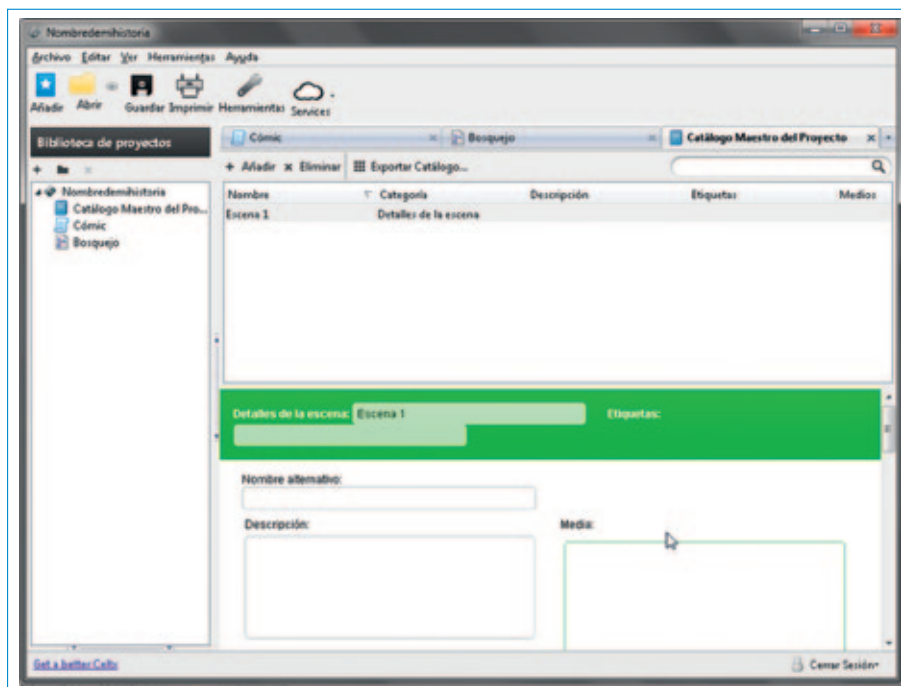 Nombredemihistoria
Archivo Editar Ver Herramientas Ayuda
Añadir Abrir Guardar Imprimir Herramientas Services
Biblioteca de proyectos
Cómic Bosquejo Catálogo Maestro del Proyecto
+ Añadir × Eliminar Exportar Catálogo...
Nombredemihistoria
Catálogo Maestro del Pro...
Cómic
Bosquejo
Nombre Categoría Descripción Etiquetas Medios
Escena 1 Detalles de la escena
Detalles de la escena: Escena 1 Etiquetas:
Nombre alternativo:
Descripción: Media:
Get a better Celtx Cerrar Sesión